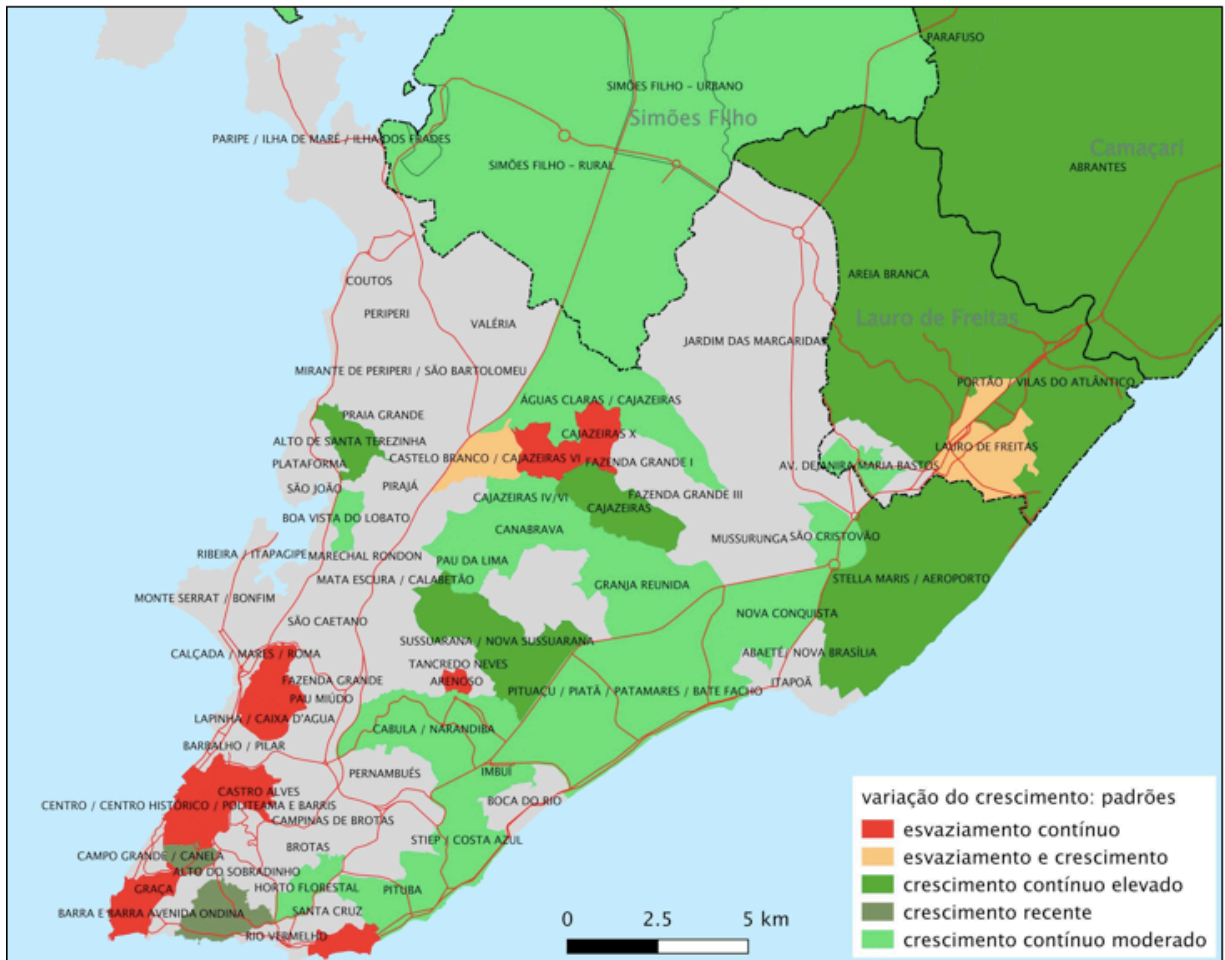 PARAFUSO
SIMÕES FILHO – URBANO
Simões Filho
PARIPE / ILHA DE MARÉ / ILHA DOS FRADES
Camaçari
SIMÕES FILHO – RURAL
ABRANTES
COUTOS
AREIA BRANCA
PERIPERI
VALÉRIA
Lauro de Freitas
JARDIM DAS MARGARIDAS
MIRANTE DE PERIPERI / SÃO BARTOLOMEU
PORTÃO / VILAS DO ATLÂNTICO
ÁGUAS CLARAS / CAJAZEIRAS
PRAIA GRANDE
CAJAZEIRAS X
ALTO DE SANTA TEREZINHA
LAURO DE FREITAS
CASTELO BRANCO / CAJAZEIRAS VI
FAZENDA GRANDE I
PLATAFORMA
AV. DEJANIRA MARIA BASTOS
SÃO JOÃO
PIRAJÁ
CAJAZEIRAS IV/VI
FAZENDA GRANDE III
CAJAZEIRAS
BOA VISTA DO LOBATO
CANABRAVA
MUSSURUNGA
SÃO CRISTOVÃO
RIBEIRA / ITAPAGIPE
MARECHAL RONDON
PAU DA LIMA
MATA ESCURA / CALABETÃO
GRANJA REUNIDA
STELLA MARIS / AEROPORTO
MONTE SERRAT / BONFIM
NOVA CONQUISTA
SÃO CAETANO
SUSSUARANA / NOVA SUSSUARANA
CALÇADA / MARES / ROMA
ABAETÉ/ NOVA BRASÍLIA
TANCREDO NEVES
FAZENDA GRANDE
ARENOSO
ITAPOÃ
PITUAÇU / PIATÃ / PATAMARES / BATE FACHO
PAU MIÚDO
LAPINHA / CAIXA D'AGUA
CABULA / NARANDIBA
BARBALHO / PILAR
PERNAMBUÉS
IMBUÍ
CASTRO ALVES
BOCA DO RIO
CENTRO / CENTRO HISTÓRICO / POLITEAMA E BARRIS
CAMPINAS DE BROTAS
STIEP / COSTA AZUL
BROTAS
CAMPO GRANDE / CANELA
ALTO DO SOBRADINHO
GRAÇA
HORTO FLORESTAL
PITUBA
BARRA E BARRA AVENIDA
ONDINA
SANTA CRUZ
RIO VERMELHO
0 2.5 5 km
variação do crescimento: padrões
esvaziamento contínuo
esvaziamento e crescimento
crescimento contínuo elevado
crescimento recente
crescimento contínuo moderado